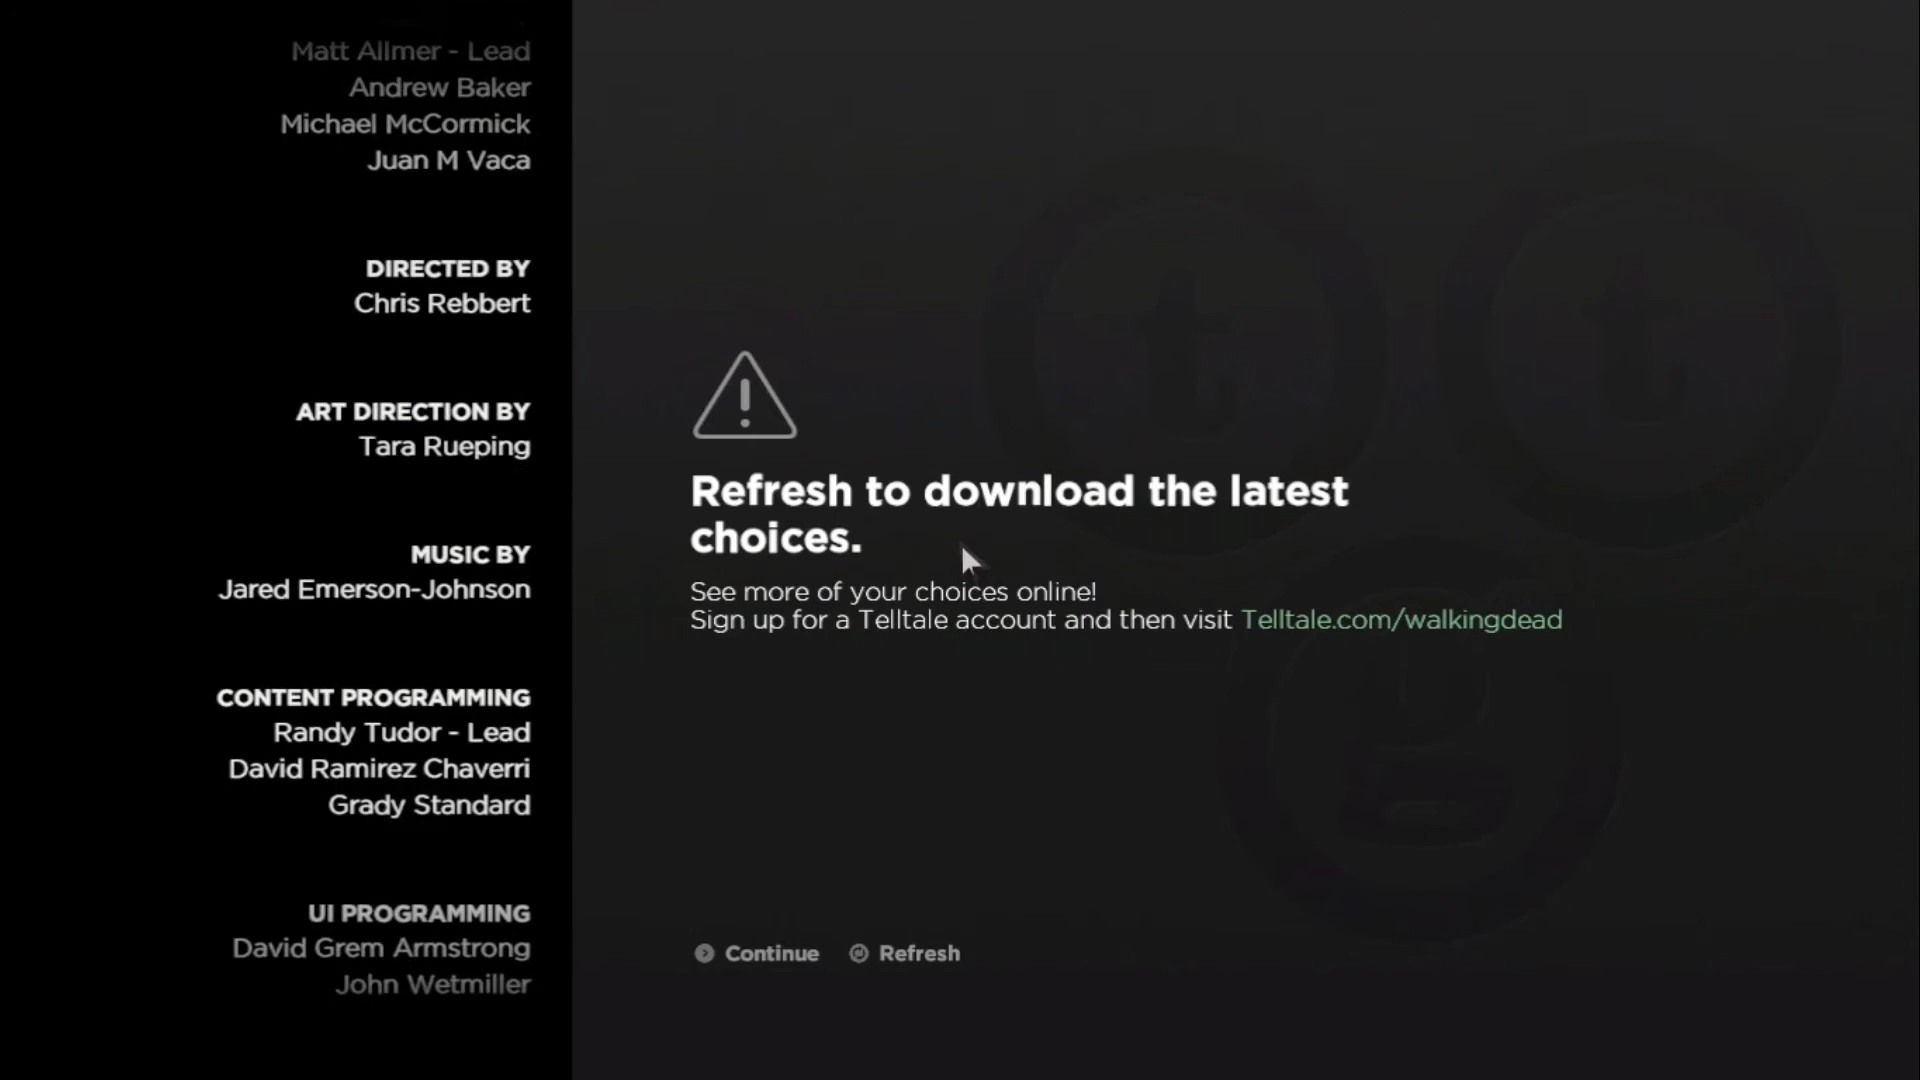 Matt Allmer - Lead
Andrew Baker
Michael McCormick
Juan M Vaca
DIRECTED BY
Chris Rebbert
ART DIRECTION BY
Tara Rueping
MUSIC BY
Jared Emerson-Johnson
CONTENT PROGRAMMING
Randy Tudor - Lead
David Ramirez Chaverri
Grady Standard
UI PROGRAMMING
David Grem Armstrong
John Wetmiller
Refresh to download the latest
choices.
See more of your choices online!
Sign up for a Telltale account and then visit Telltale.com/walkingdead
Continue Refresh
t t
g